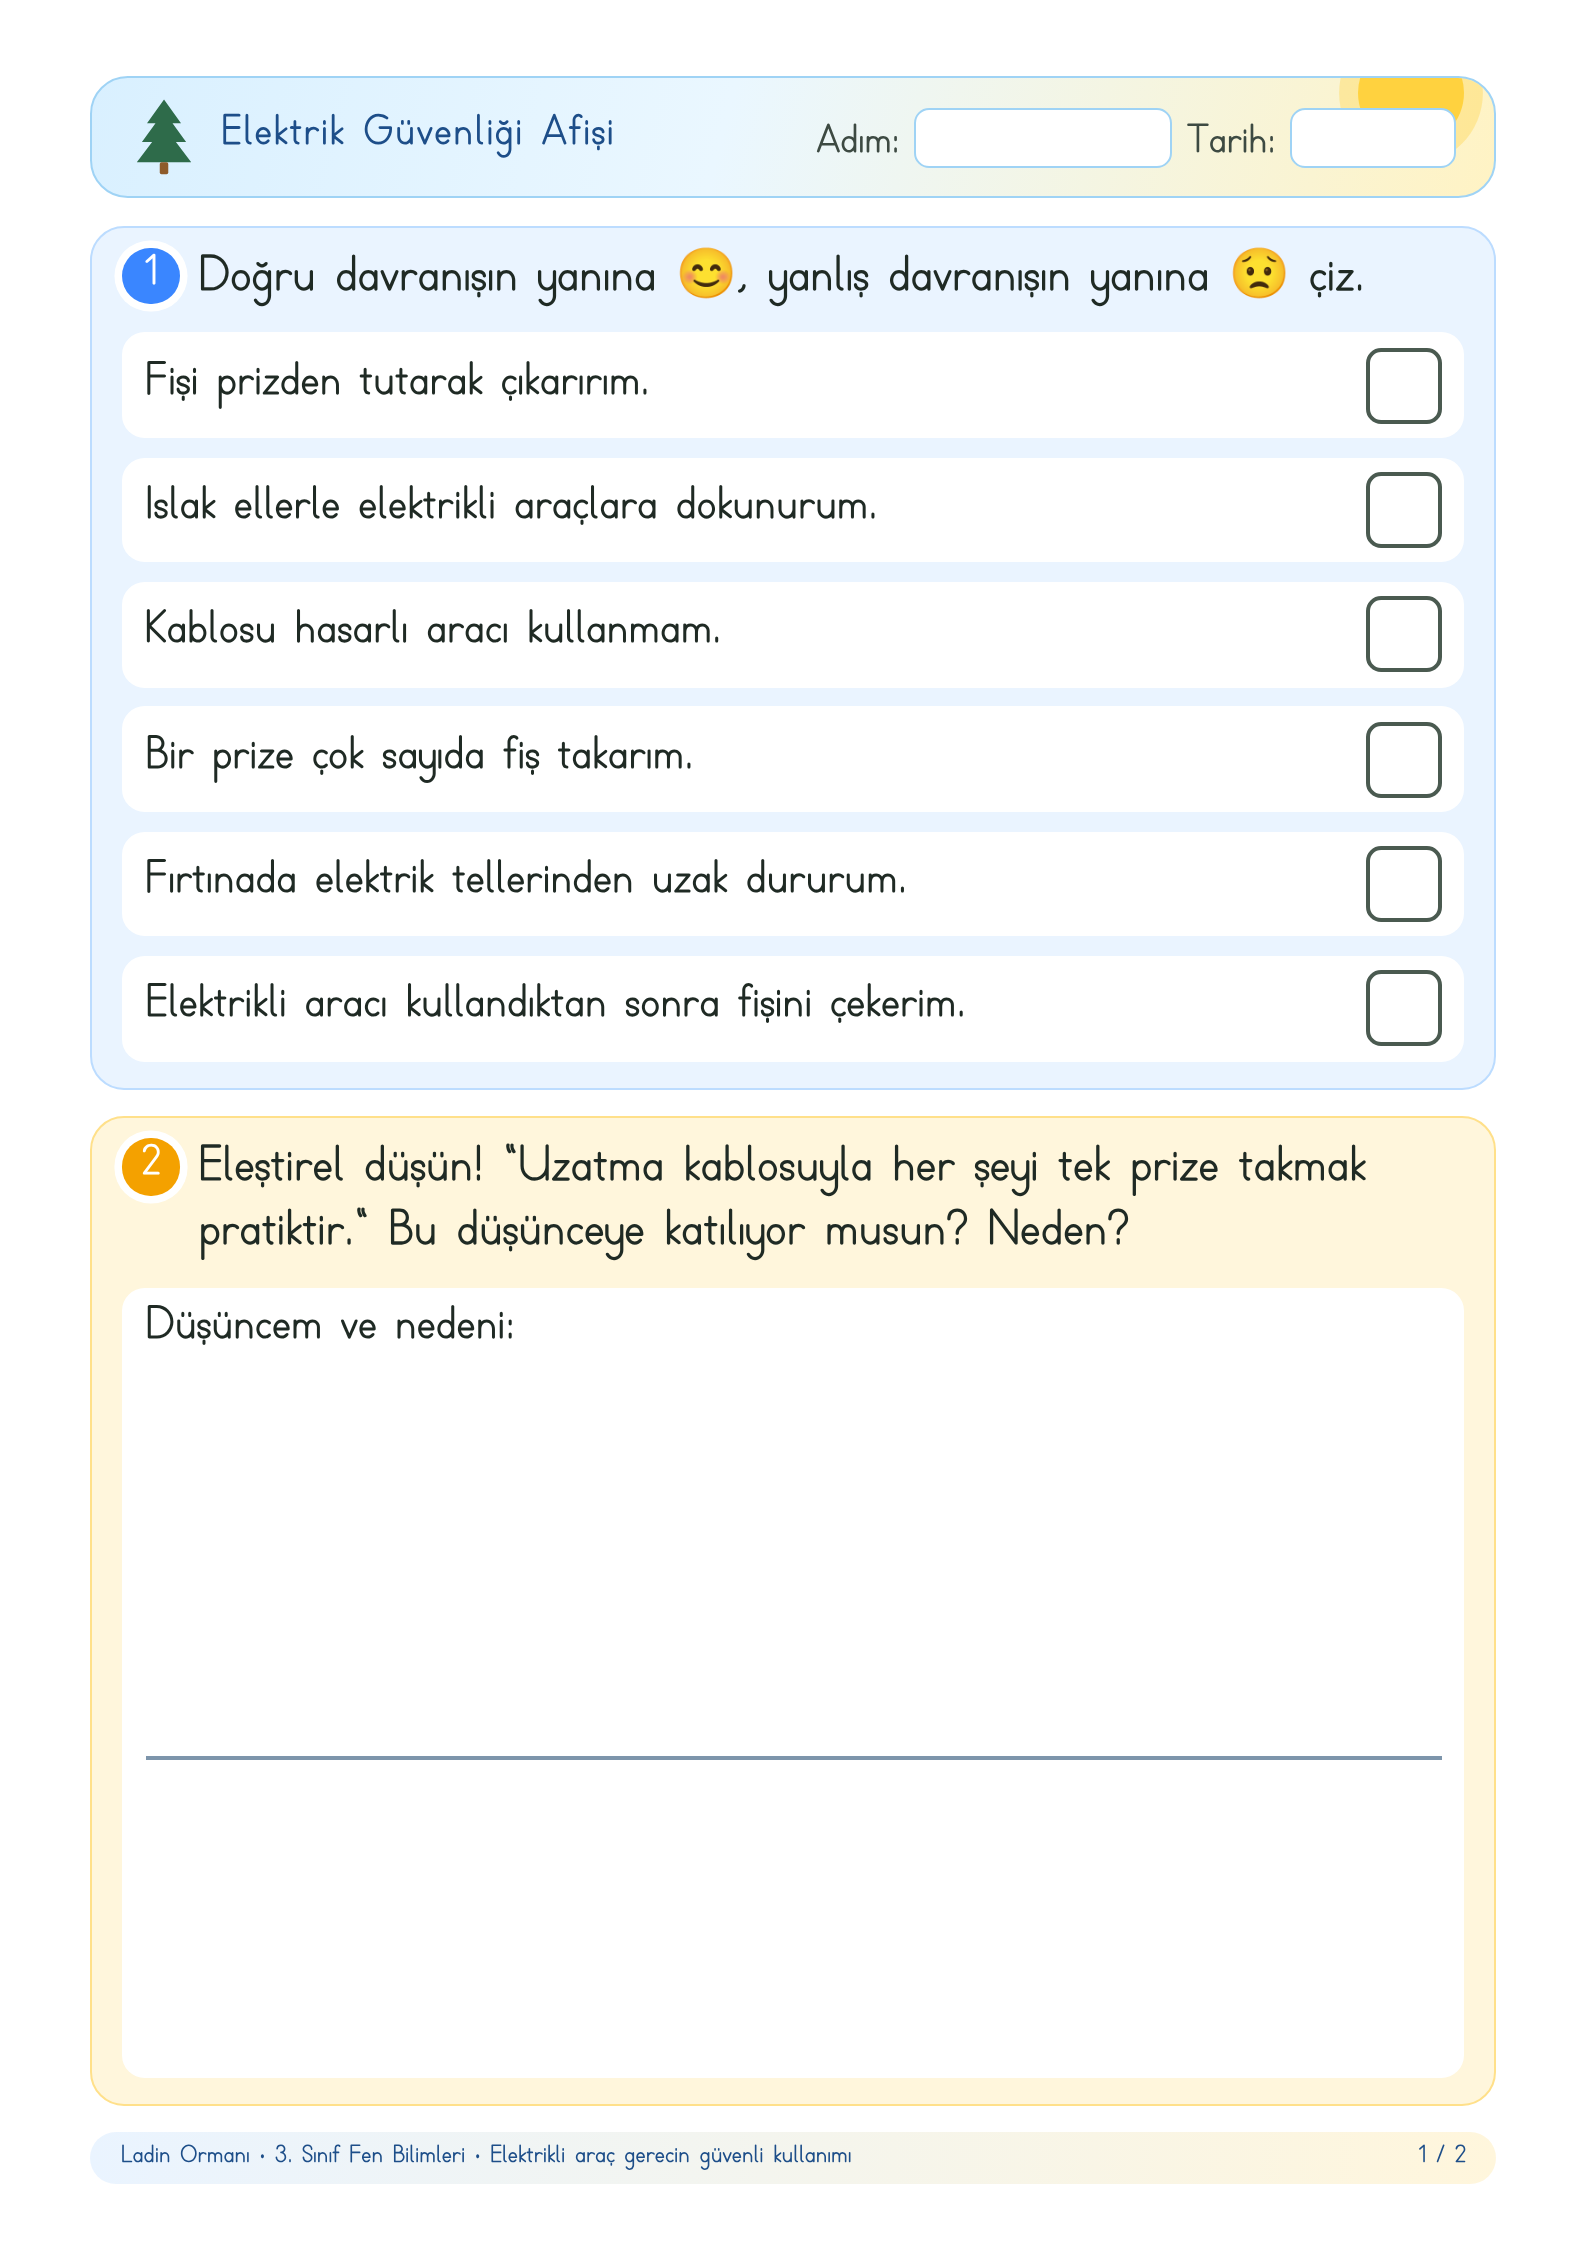 Elektrik Güvenliği Afişi
Adım:
Tarih:
1 Doğru davranışın yanına 😊, yanlış davranışın yanına 😟 çiz.
Fişi prizden tutarak çıkarırım.
Islak ellerle elektrikli araçlara dokunurum.
Kablosu hasarlı aracı kullanmam.
Bir prize çok sayıda fiş takarım.
Fırtınada elektrik tellerinden uzak dururum.
Elektrikli aracı kullandıktan sonra fişini çekerim.
2 Eleştirel düşün! “Uzatma kablosuyla her şeyi tek prize takmak
pratiktir.“ Bu düşünceye katılıyor musun? Neden?
Düşüncem ve nedeni:
Ladin Ormanı • 3. Sınıf Fen Bilimleri • Elektrikli araç gerecin güvenli kullanımı
1 / 2